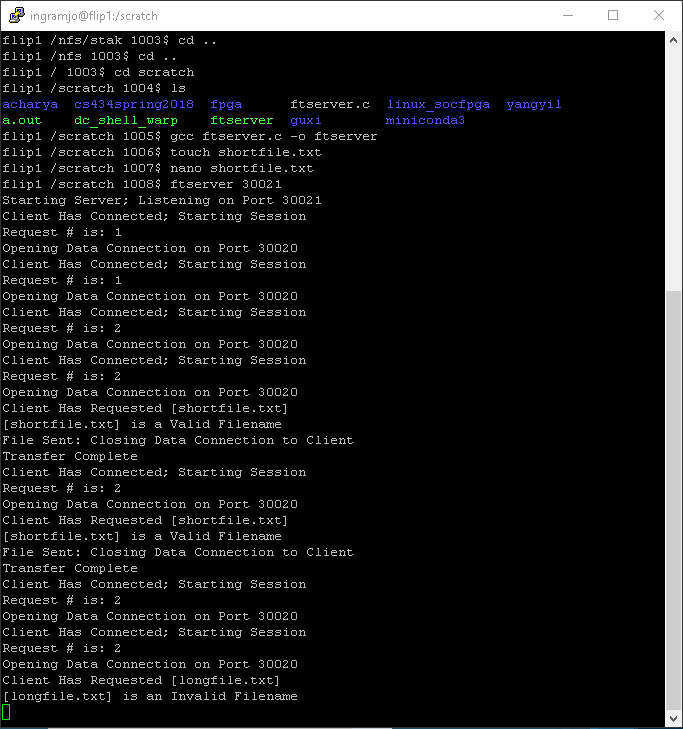 ingramjo@flip1:/scratch
flip1 /nfs/stak 1003$ cd ..
flip1 /nfs 1003$ cd ..
flip1 / 1003$ cd scratch
flip1 /scratch 1004$ ls
acharya  cs434spring2018  fpga      ftserver.c  linux_socfpga  yangyil
a.out    dc_shell_warp    ftserver  guxi        miniconda3
flip1 /scratch 1005$ gcc ftserver.c -o ftserver
flip1 /scratch 1006$ touch shortfile.txt
flip1 /scratch 1007$ nano shortfile.txt
flip1 /scratch 1008$ ftserver 30021
Starting Server; Listening on Port 30021
Client Has Connected; Starting Session
Request # is: 1
Opening Data Connection on Port 30020
Client Has Connected; Starting Session
Request # is: 1
Opening Data Connection on Port 30020
Client Has Connected; Starting Session
Request # is: 2
Opening Data Connection on Port 30020
Client Has Connected; Starting Session
Request # is: 2
Opening Data Connection on Port 30020
Client Has Requested [shortfile.txt]
[shortfile.txt] is a Valid Filename
File Sent: Closing Data Connection to Client
Transfer Complete
Client Has Connected; Starting Session
Request # is: 2
Opening Data Connection on Port 30020
Client Has Requested [shortfile.txt]
[shortfile.txt] is a Valid Filename
File Sent: Closing Data Connection to Client
Transfer Complete
Client Has Connected; Starting Session
Request # is: 2
Opening Data Connection on Port 30020
Client Has Connected; Starting Session
Request # is: 2
Opening Data Connection on Port 30020
Client Has Requested [longfile.txt]
[longfile.txt] is an Invalid Filename